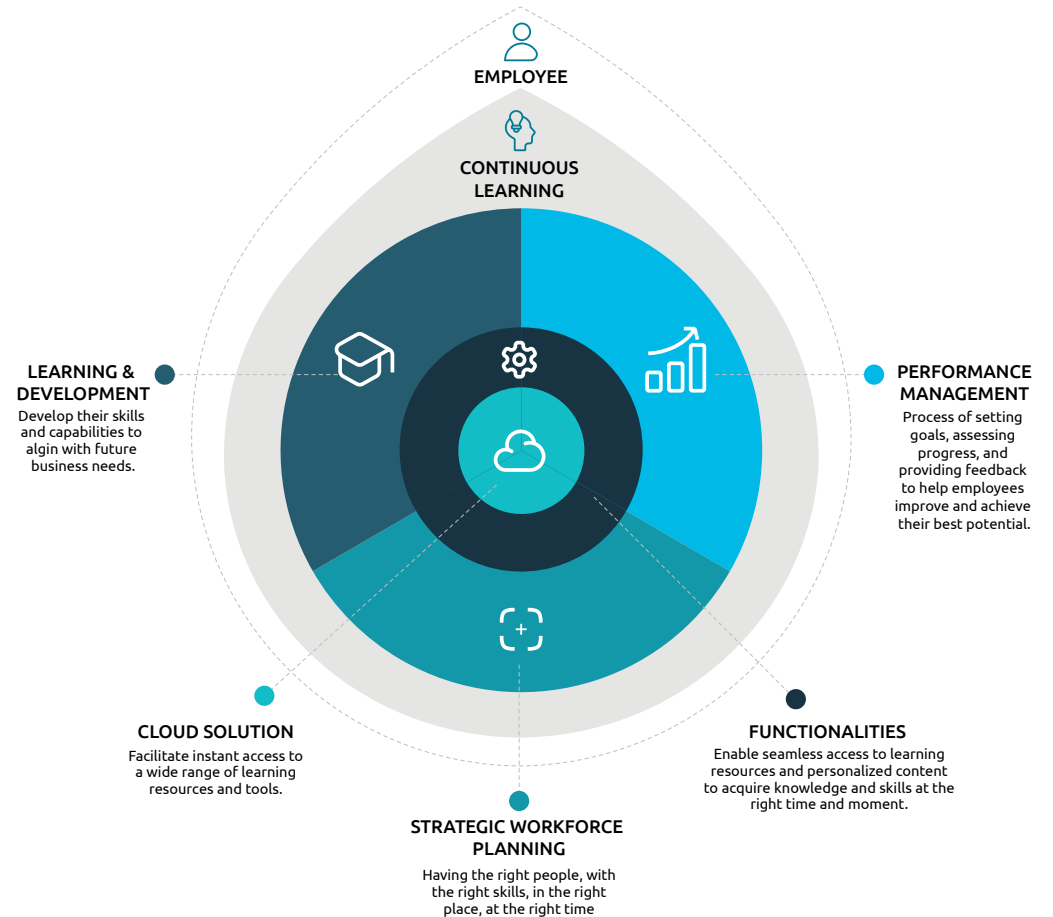 EMPLOYEE
CONTINUOUS
LEARNING
LEARNING &
DEVELOPMENT
Develop their skills
and capabilities to
algin with future
business needs.
PERFORMANCE
MANAGEMENT
Process of setting
goals, assessing
progress, and
providing feedback
to help employees
improve and achieve
their best potential.
CLOUD SOLUTION
Facilitate instant access to
a wide range of learning
resources and tools.
FUNCTIONALITIES
Enable seamless access to learning
resources and personalized content
to acquire knowledge and skills at the
right time and moment.
STRATEGIC WORKFORCE
PLANNING
Having the right people, with
the right skills, in the right
place, at the right time